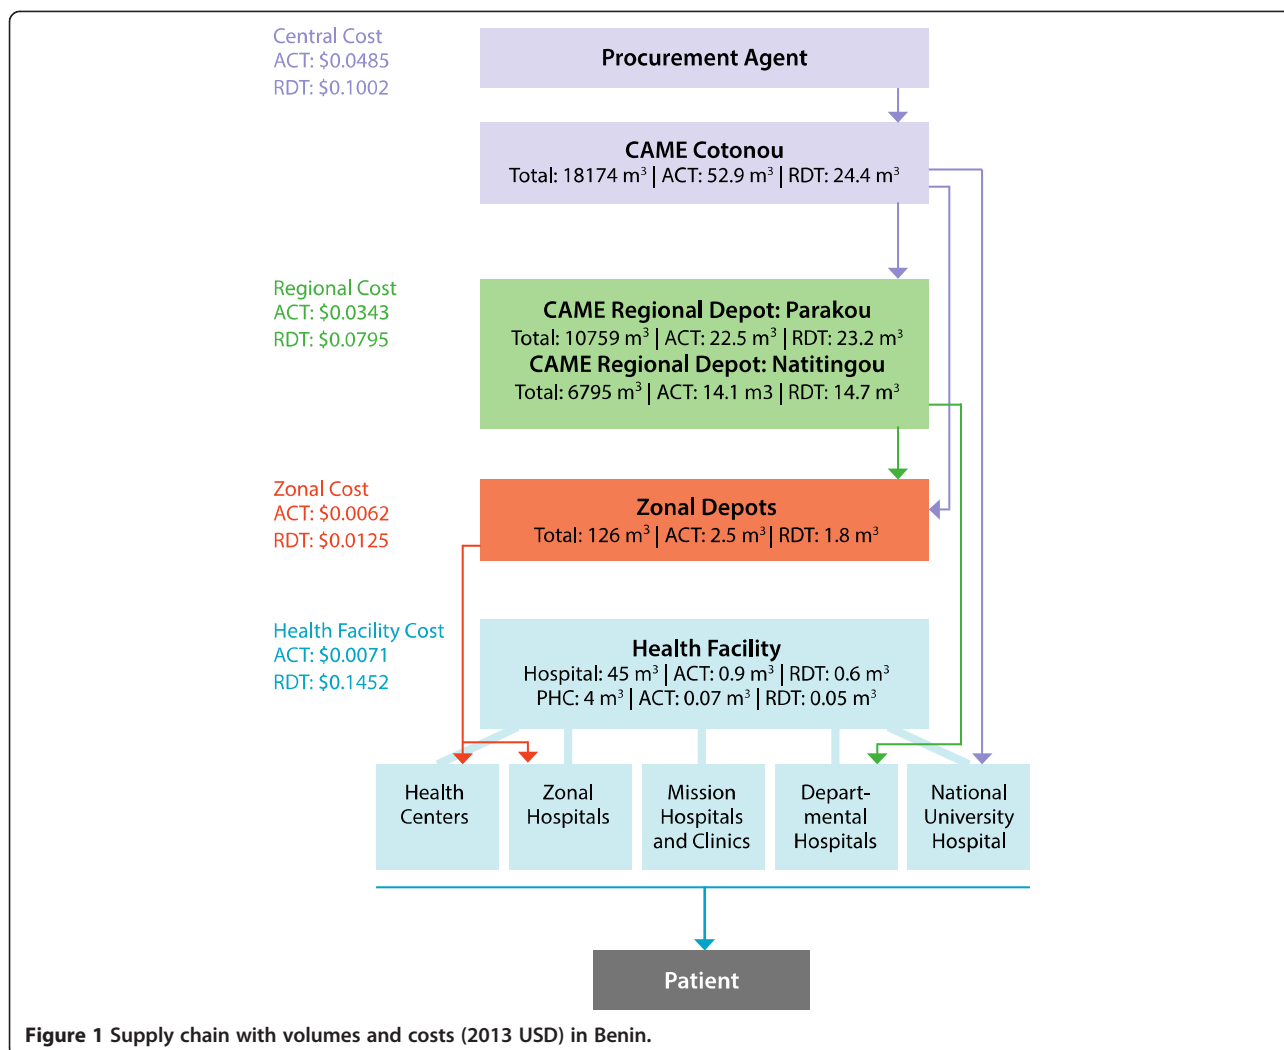 Central Cost
ACT: $0.0485
RDT: $0.1002
Procurement Agent
CAME Cotonou
Total: 18174 m³ | ACT: 52.9 m³ | RDT: 24.4 m³
Regional Cost
ACT: $0.0343
RDT: $0.0795
CAME Regional Depot: Parakou
Total: 10759 m³ | ACT: 22.5 m³ | RDT: 23.2 m³
CAME Regional Depot: Natitingou
Total: 6795 m³ | ACT: 14.1 m3 | RDT: 14.7 m³
Zonal Cost
ACT: $0.0062
RDT: $0.0125
Zonal Depots
Total: 126 m³ | ACT: 2.5 m³ | RDT: 1.8 m³
Health Facility Cost
ACT: $0.0071
RDT: $0.1452
Health Facility
Hospital: 45 m³ | ACT: 0.9 m³ | RDT: 0.6 m³
PHC: 4 m³ | ACT: 0.07 m³ | RDT: 0.05 m³
Health
Centers
Zonal
Hospitals
Mission
Hospitals
and Clinics
Depart-
mental
Hospitals
National
University
Hospital
Patient
Figure 1 Supply chain with volumes and costs (2013 USD) in Benin.